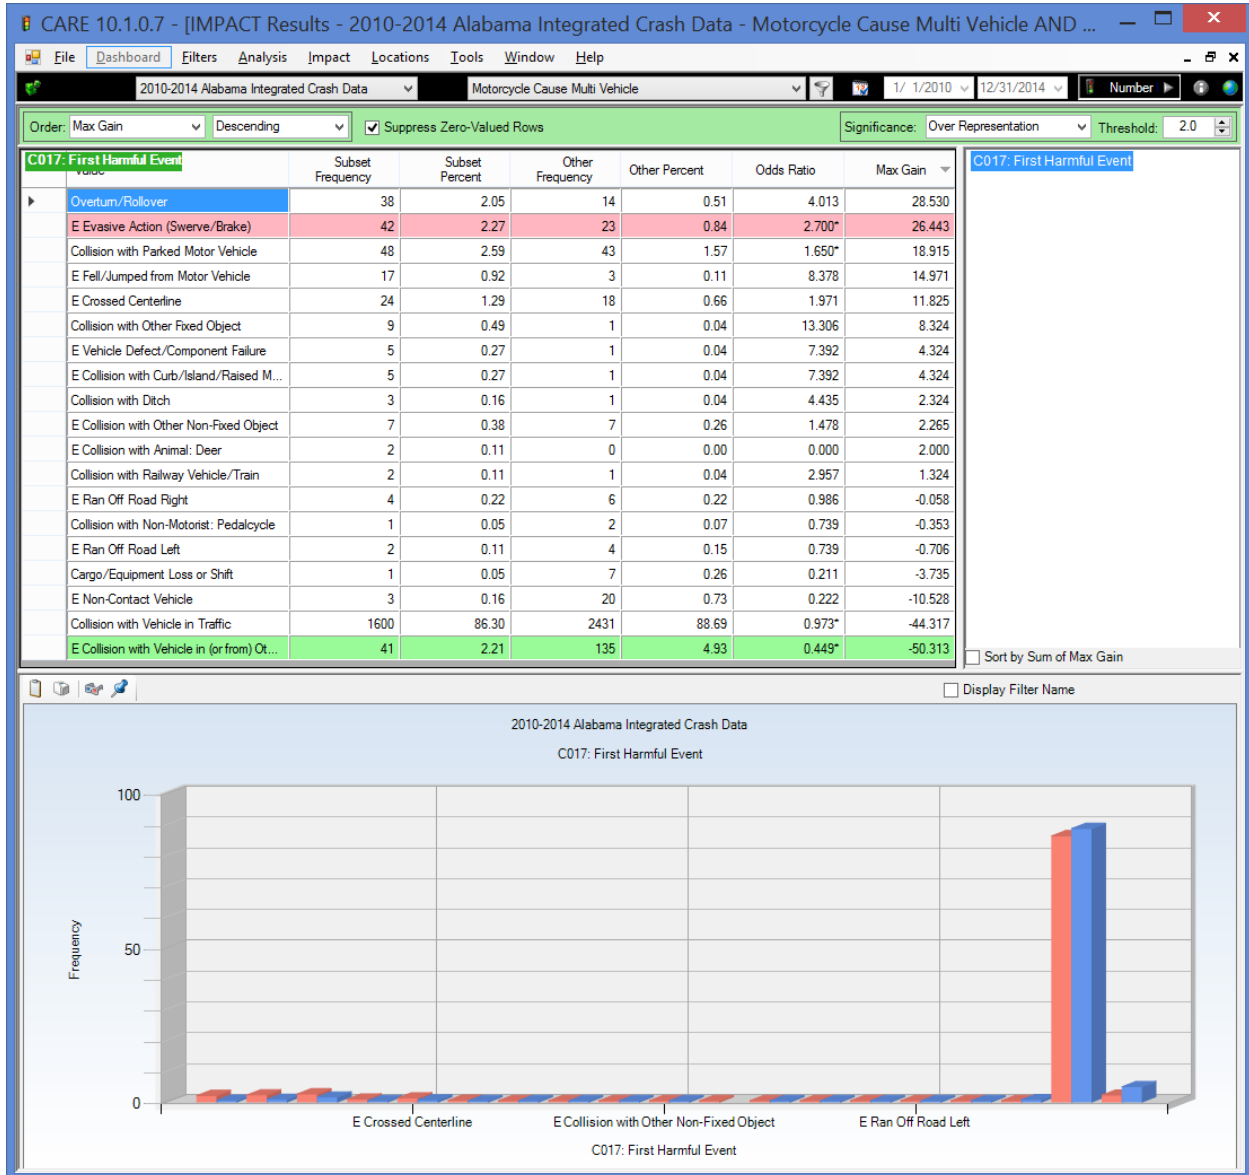 CARE 10.1.0.7 - [IMPACT Results - 2010-2014 Alabama Integrated Crash Data - Motorcycle Cause Multi Vehicle AND ...
File Dashboard Filters Analysis Impact Locations Tools Window Help
2010-2014 Alabama Integrated Crash Data Motorcycle Cause Multi Vehicle 1/ 1/2010 12/31/2014 Number
Order: Max Gain Descending Suppress Zero-Valued Rows Significance: Over Representation Threshold: 2.0
C017: First Harmful Event Subset Frequency Subset Percent Other Frequency Other Percent Odds Ratio Max Gain
C017: First Harmful Event
Overturn/Rollover 38 2.05 14 0.51 4.013 28.530
E Evasive Action (Swerve/Brake) 42 2.27 23 0.84 2.700* 26.443
Collision with Parked Motor Vehicle 48 2.59 43 1.57 1.650* 18.915
E Fell/Jumped from Motor Vehicle 17 0.92 3 0.11 8.378 14.971
E Crossed Centerline 24 1.29 18 0.66 1.971 11.825
Collision with Other Fixed Object 9 0.49 1 0.04 13.306 8.324
E Vehicle Defect/Component Failure 5 0.27 1 0.04 7.392 4.324
E Collision with Curb/Island/Raised M... 5 0.27 1 0.04 7.392 4.324
Collision with Ditch 3 0.16 1 0.04 4.435 2.324
E Collision with Other Non-Fixed Object 7 0.38 7 0.26 1.478 2.265
E Collision with Animal: Deer 2 0.11 0 0.00 0.000 2.000
Collision with Railway Vehicle/Train 2 0.11 1 0.04 2.957 1.324
E Ran Off Road Right 4 0.22 6 0.22 0.986 -0.058
Collision with Non-Motorist: Pedalcycle 1 0.05 2 0.07 0.739 -0.353
E Ran Off Road Left 2 0.11 4 0.15 0.739 -0.706
Cargo/Equipment Loss or Shift 1 0.05 7 0.26 0.211 -3.735
E Non-Contact Vehicle 3 0.16 20 0.73 0.222 -10.528
Collision with Vehicle in Traffic 1600 86.30 2431 88.69 0.973* -44.317
E Collision with Vehicle in (or from) Ot... 41 2.21 135 4.93 0.449* -50.313
Sort by Sum of Max Gain
Display Filter Name
2010-2014 Alabama Integrated Crash Data
C017: First Harmful Event
100
50
0
Frequency
E Crossed Centerline E Collision with Other Non-Fixed Object E Ran Off Road Left
C017: First Harmful Event